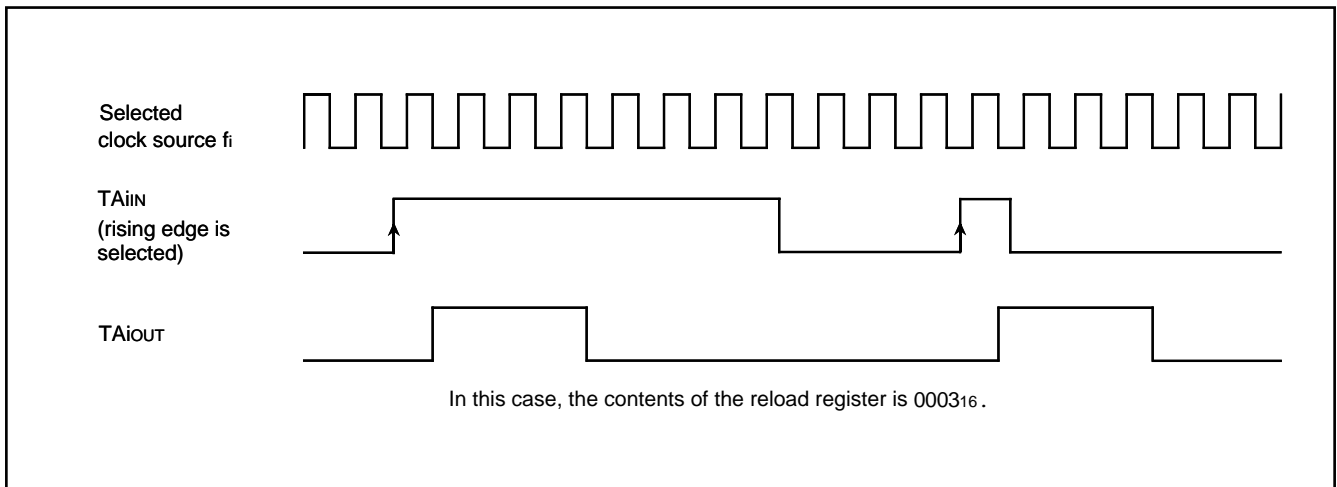 Selected
clock source fi
TAiIN
(rising edge is
selected)
TAiOUT
In this case, the contents of the reload register is 000316.